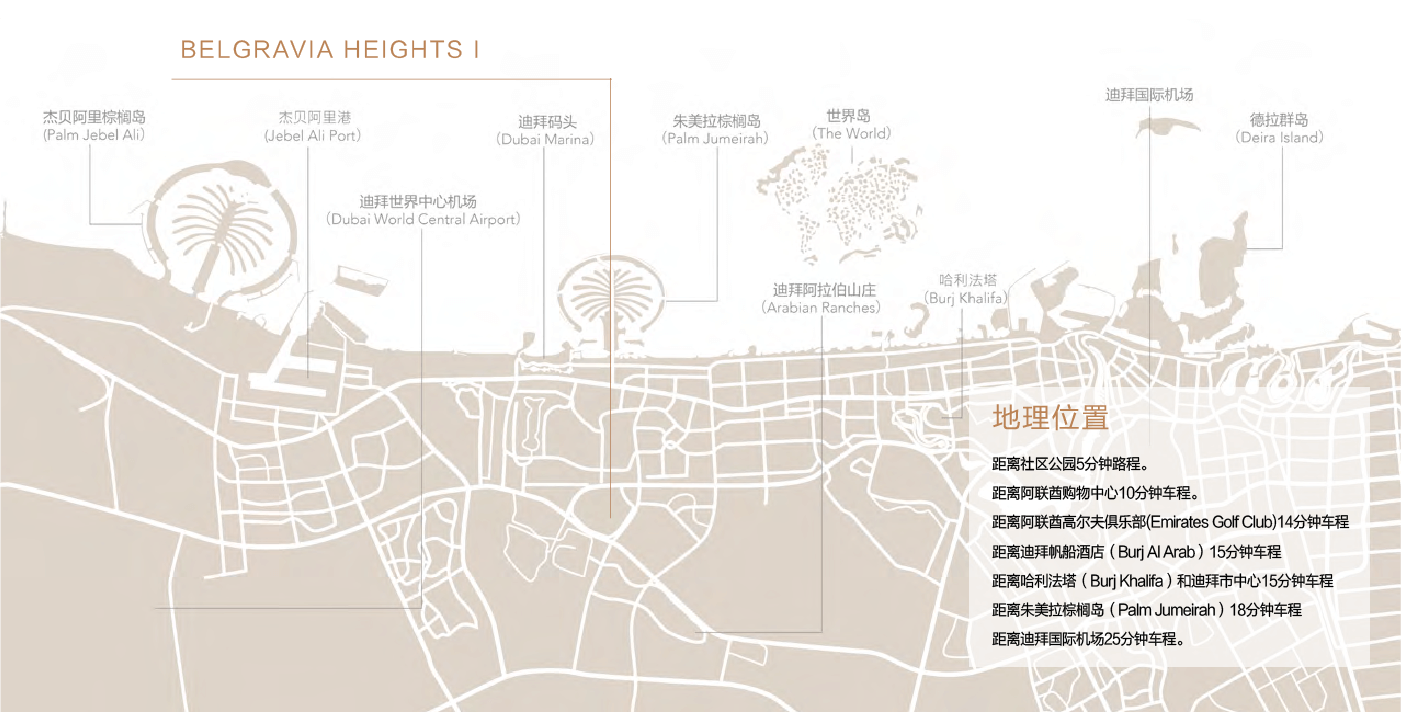 BELGRAVIA HEIGHTS I
杰贝阿里棕榈岛
(Palm Jebel Ali)
杰贝阿里港
(Jebel Ali Port)
迪拜码头
(Dubai Marina)
朱美拉棕榈岛
(Palm Jumeirah)
世界岛
(The World)
迪拜国际机场
德拉群岛
(Deira Island)
迪拜世界中心机场
(Dubai World Central Airport)
迪拜阿拉伯山庄
(Arabian Ranches)
哈利法塔
(Burj Khalifa)
地理位置
距离社区公园5分钟路程。
距离阿联酋购物中心10分钟车程。
距离阿联酋高尔夫俱乐部(Emirates Golf Club)14分钟车程
距离迪拜帆船酒店（Burj Al Arab）15分钟车程
距离哈利法塔（Burj Khalifa）和迪拜市中心15分钟车程
距离朱美拉棕榈岛（Palm Jumeirah）18分钟车程
距离迪拜国际机场25分钟车程。